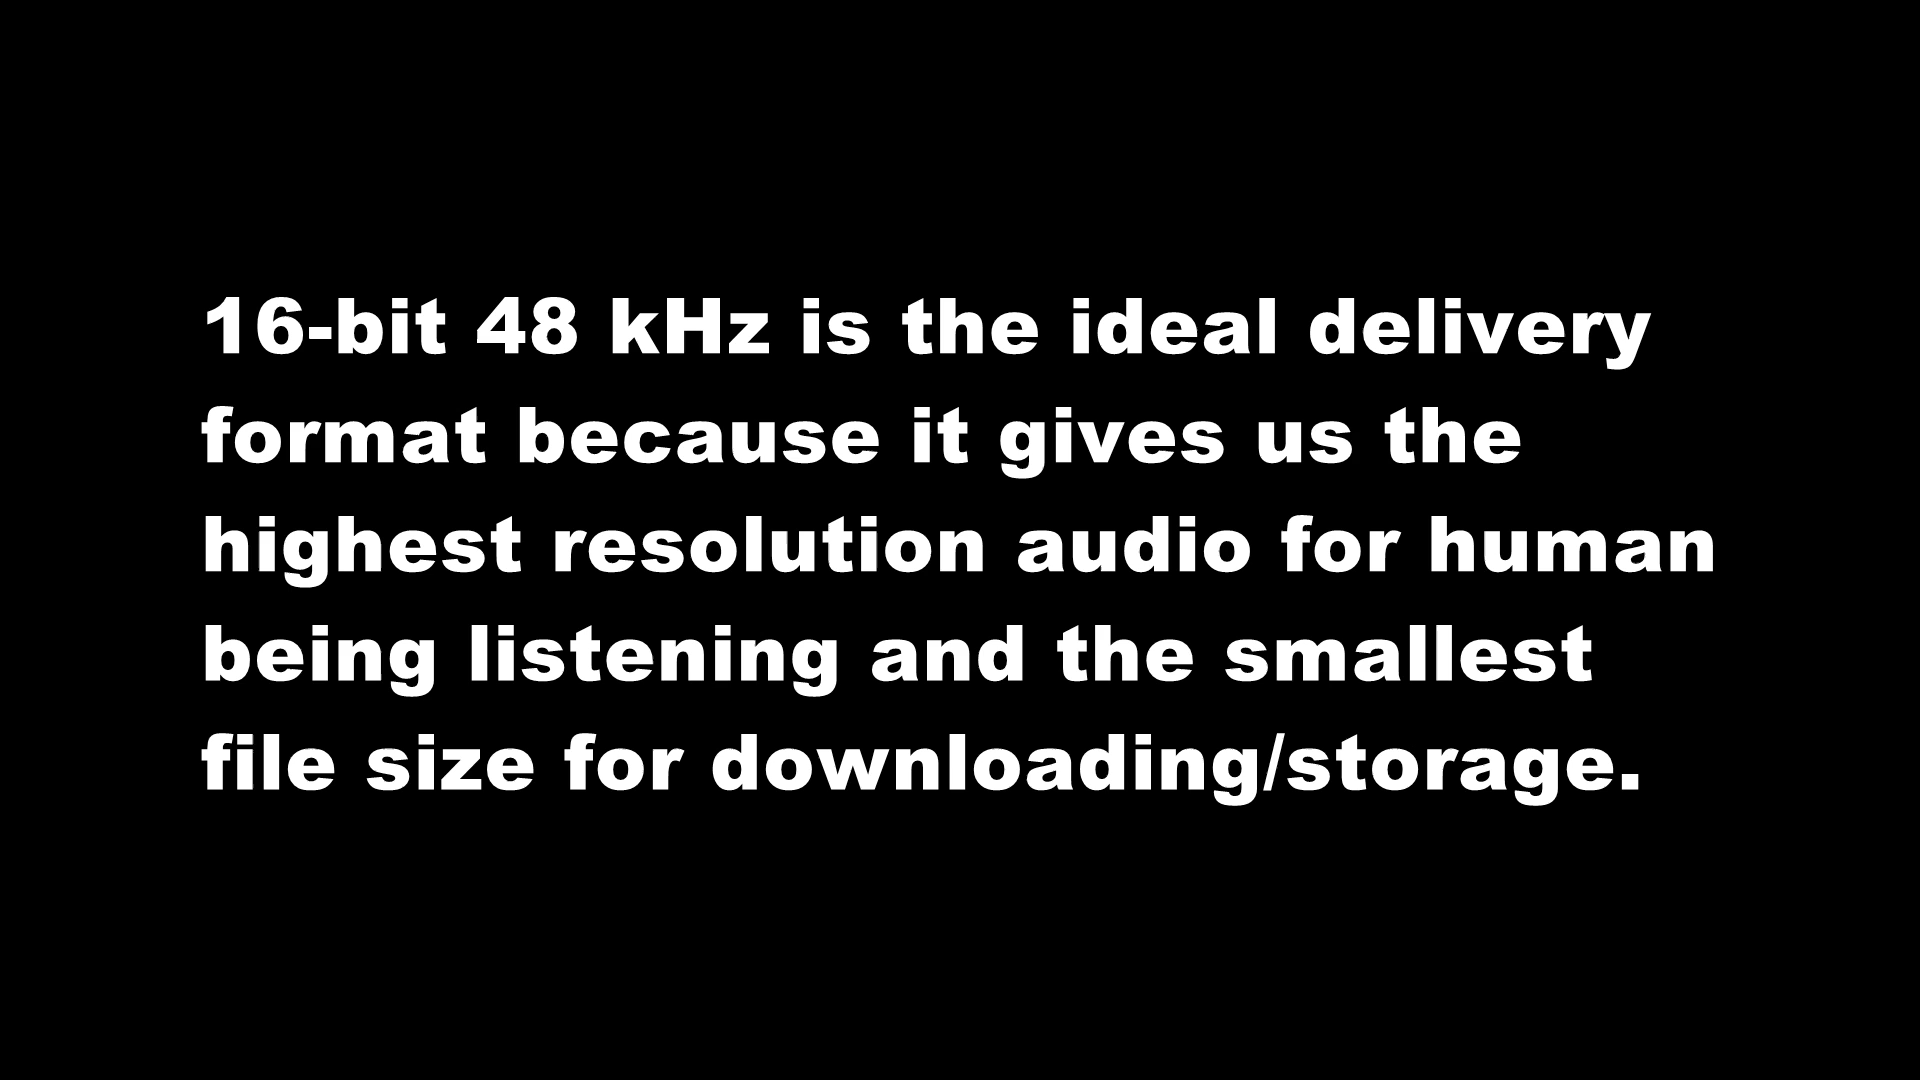 16-bit 48 kHz is the ideal delivery
format because it gives us the
highest resolution audio for human
being listening and the smallest
file size for downloading/storage.